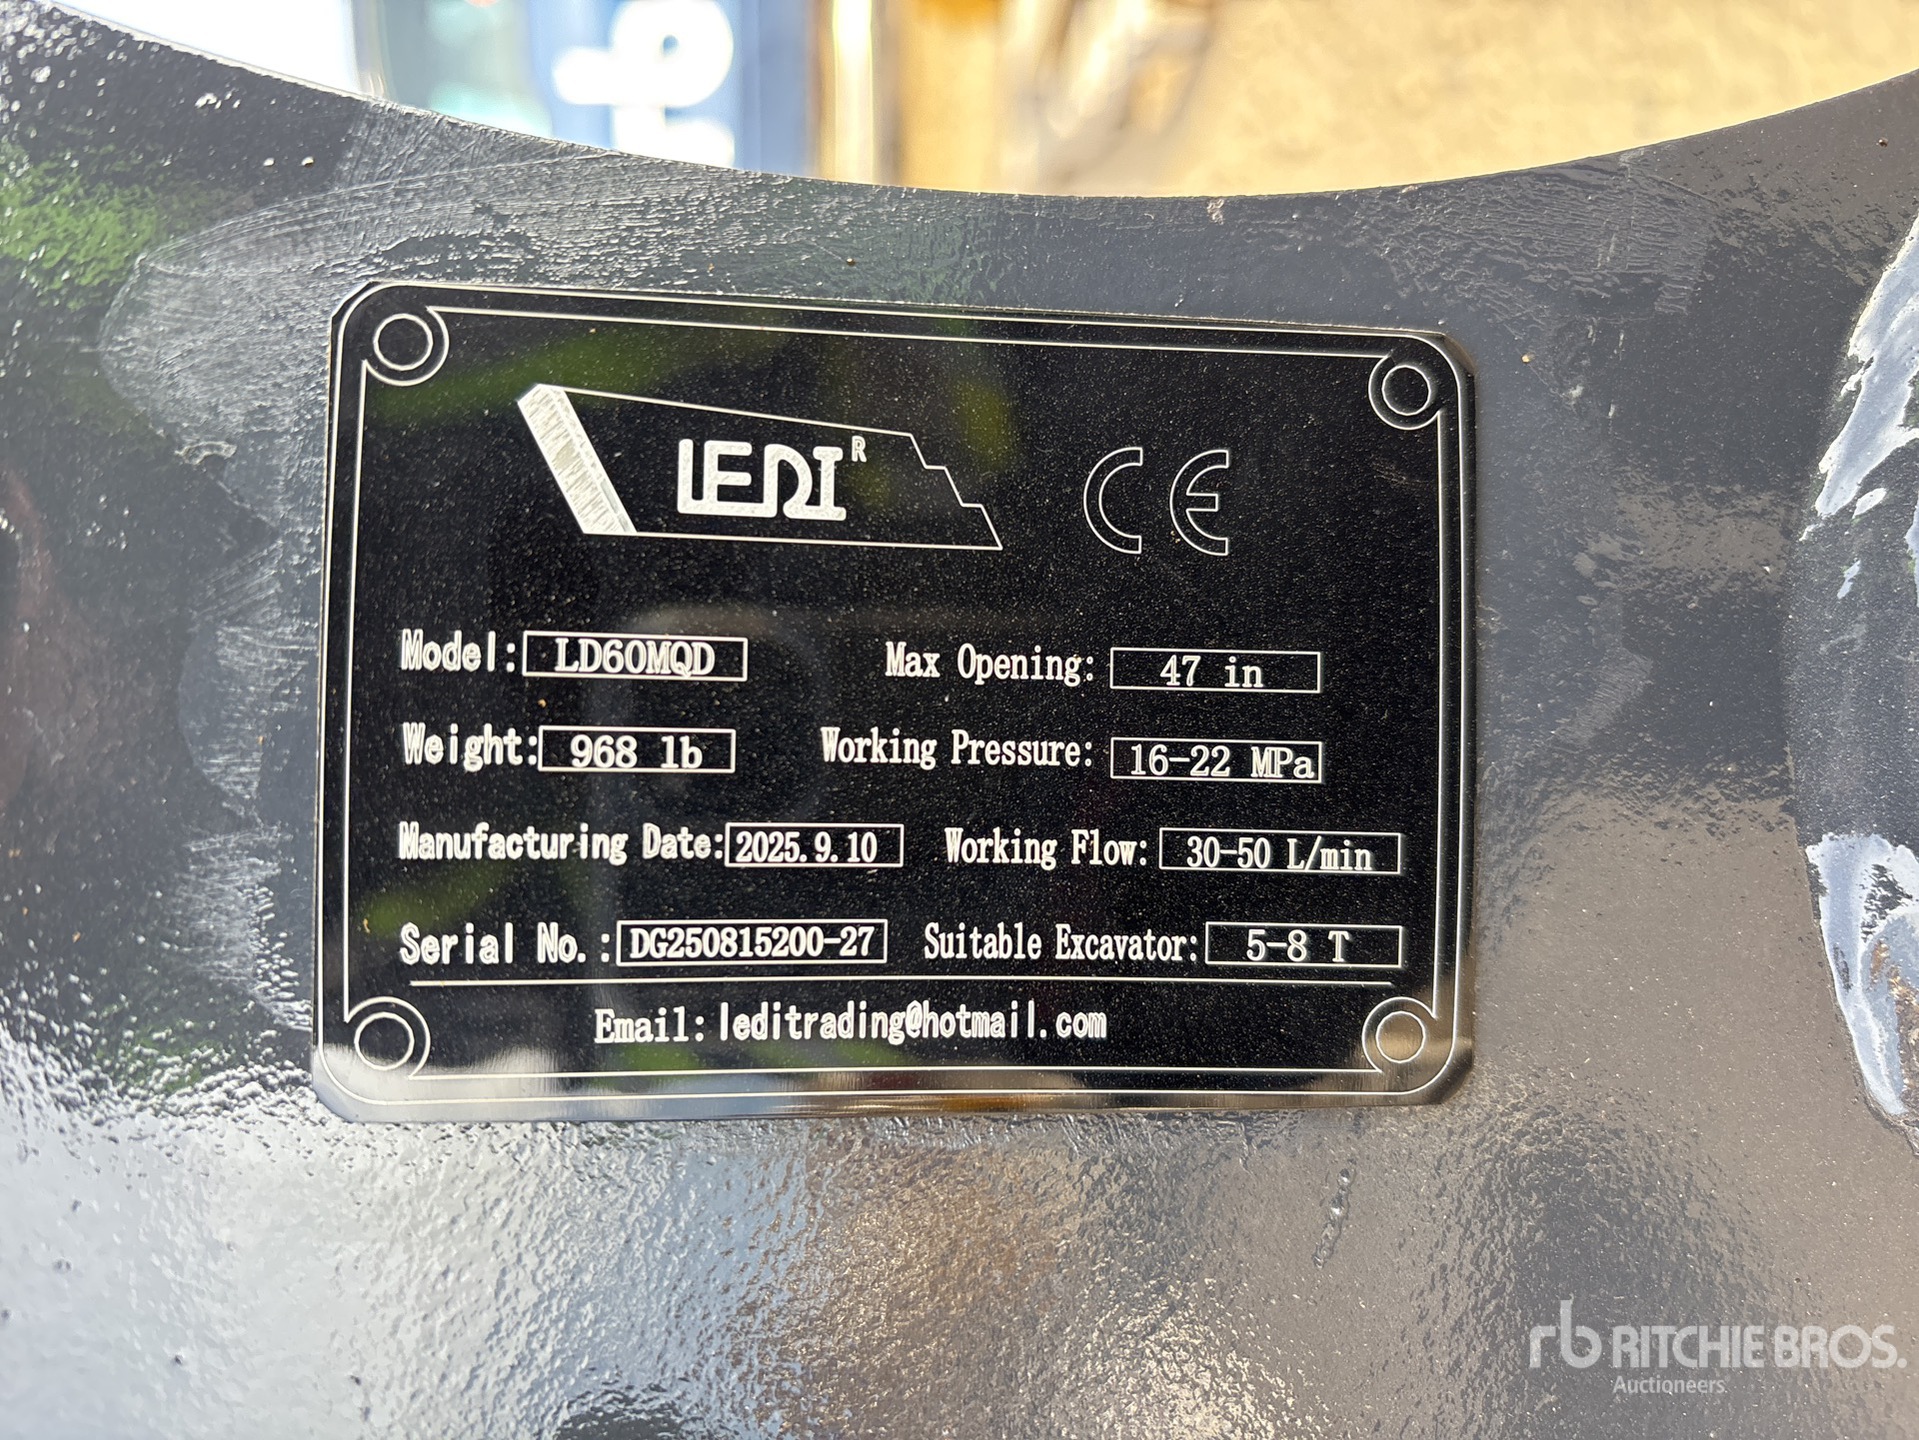 LEDI R CE
Model: LD60MQD Max Opening: 47 in
Weight: 968 lb Working Pressure: 16-22 MPa
Manufacturing Date: 2025.9.10 Working Flow: 30-50 L/min
Serial No.: DG250815200-27 Suitable Excavator: 5-8 T
Email: leditrading@hotmail.com
rb RITCHIE BROS.
Auctioneers